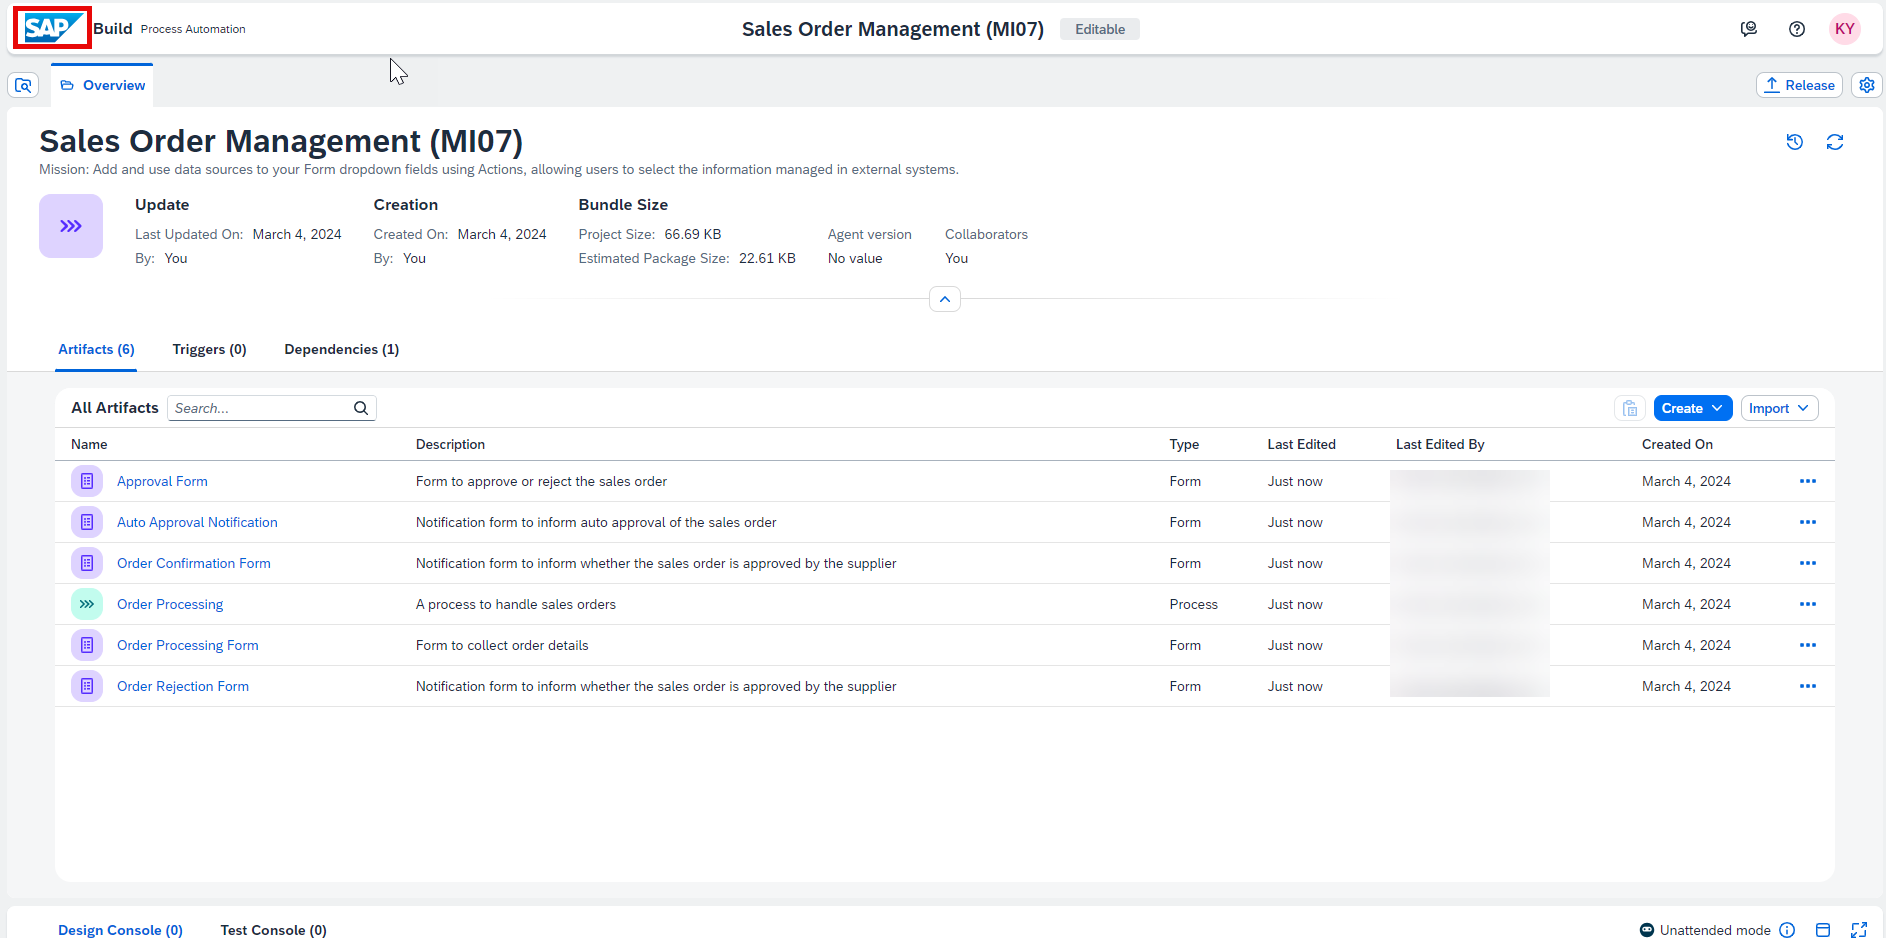 SAP Build Process Automation Sales Order Management (MI07) Editable KY
Overview Release
Sales Order Management (MI07)
Mission: Add and use data sources to your Form dropdown fields using Actions, allowing users to select the information managed in external systems.
Update Creation Bundle Size
Last Updated On: March 4, 2024 Created On: March 4, 2024 Project Size: 66.69 KB Agent version Collaborators
By: You By: You Estimated Package Size: 22.61 KB No value You
Artifacts (6) Triggers (0) Dependencies (1)
All Artifacts Search... Create Import
Name Description Type Last Edited Last Edited By Created On
Approval Form Form to approve or reject the sales order Form Just now March 4, 2024
Auto Approval Notification Notification form to inform auto approval of the sales order Form Just now March 4, 2024
Order Confirmation Form Notification form to inform whether the sales order is approved by the supplier Form Just now March 4, 2024
Order Processing A process to handle sales orders Process Just now March 4, 2024
Order Processing Form Form to collect order details Form Just now March 4, 2024
Order Rejection Form Notification form to inform whether the sales order is approved by the supplier Form Just now March 4, 2024
Design Console (0) Test Console (0) Unattended mode